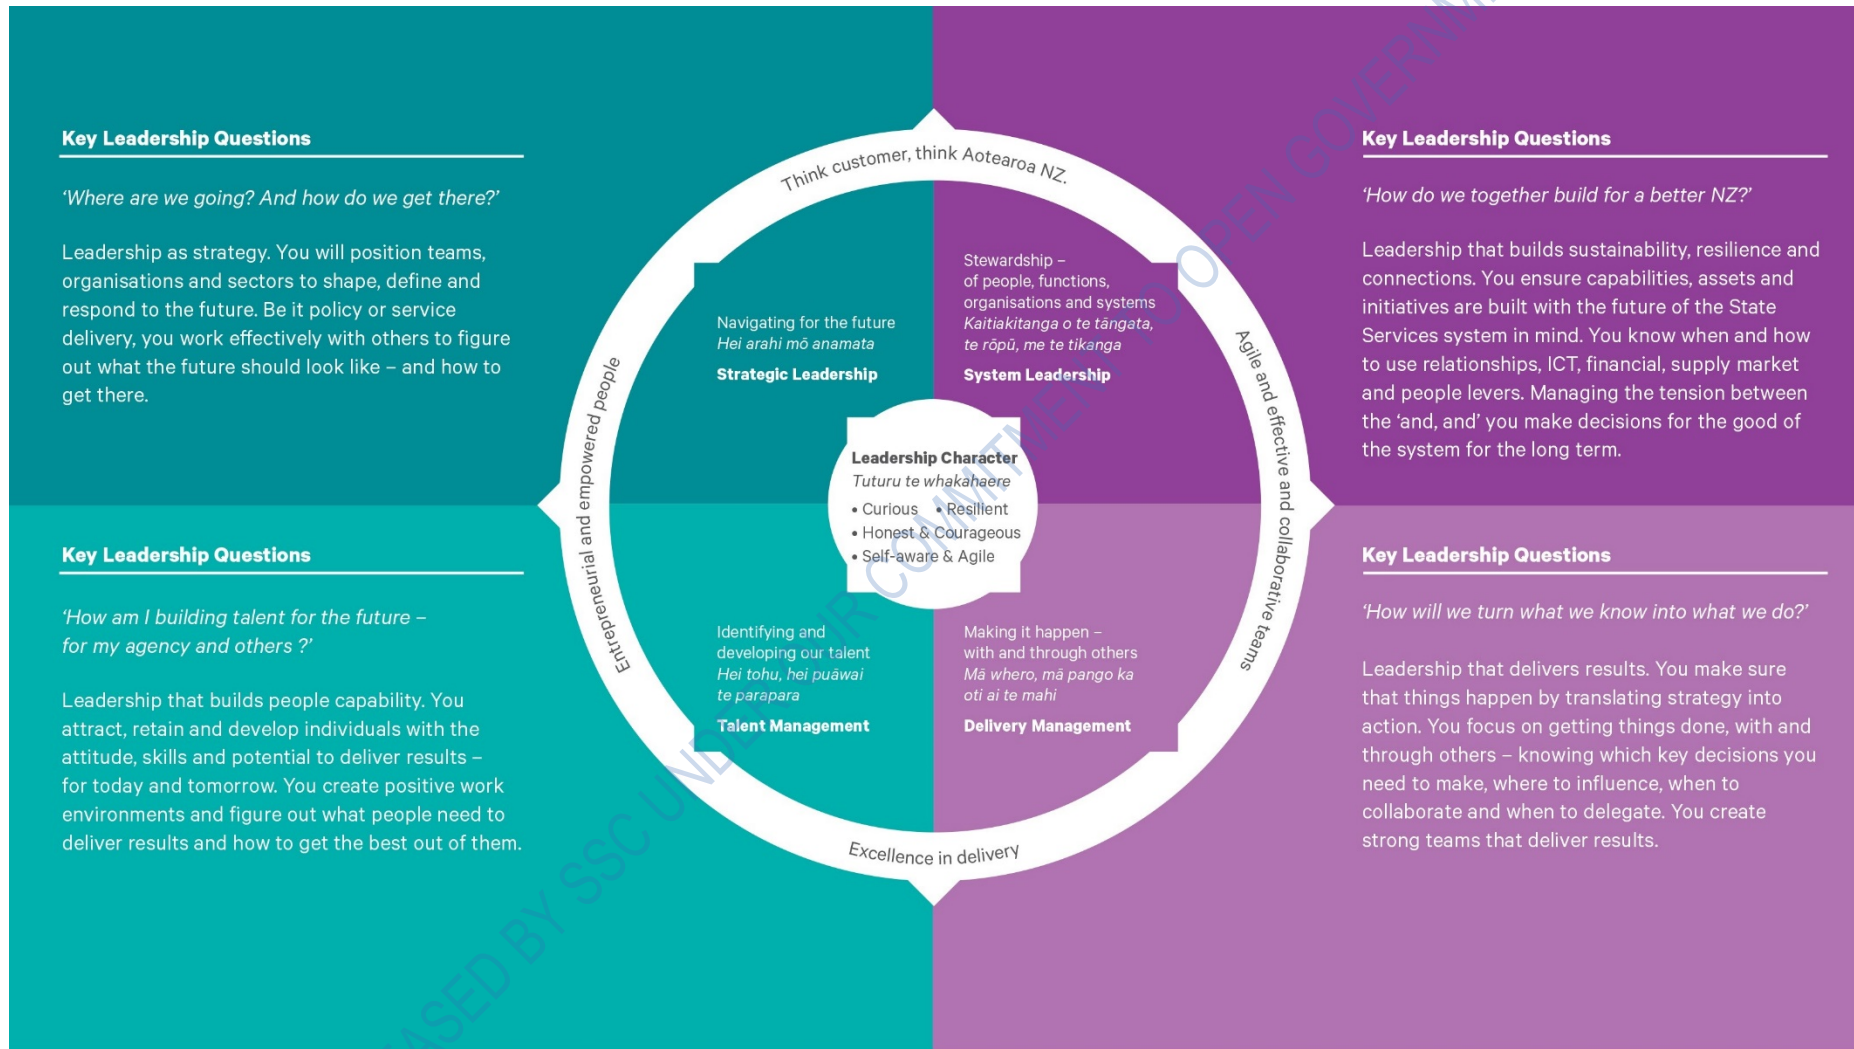 Key Leadership Questions
‘Where are we going? And how do we get there?’
Leadership as strategy. You will position teams,
organisations and sectors to shape, define and
respond to the future. Be it policy or service
delivery, you work effectively with others to figure
out what the future should look like – and how to
get there.
Key Leadership Questions
‘How do we together build for a better NZ?’
Leadership that builds sustainability, resilience and
connections. You ensure capabilities, assets and
initiatives are built with the future of the State
Services system in mind. You know when and how
to use relationships, ICT, financial, supply market
and people levers. Managing the tension between
the ‘and, and’ you make decisions for the good of
the system for the long term.
Think customer, think Aotearoa NZ.
Entrepreneurial and empowered people
Agile and effective and collaborative teams
Excellence in delivery
Navigating for the future
Hei arahi mō anamata
Strategic Leadership
Stewardship –
of people, functions,
organisations and systems
Kaitiakitanga o te tāngata,
te rōpū, me te tikanga
System Leadership
Leadership Character
Tuturu te whakahaere
• Curious • Resilient
• Honest & Courageous
• Self-aware & Agile
Identifying and
developing our talent
Hei tohu, hei puāwai
te parapara
Talent Management
Making it happen –
with and through others
Mā whero, mā pango ka
oti ai te mahi
Delivery Management
Key Leadership Questions
‘How am I building talent for the future –
for my agency and others ?’
Leadership that builds people capability. You
attract, retain and develop individuals with the
attitude, skills and potential to deliver results –
for today and tomorrow. You create positive work
environments and figure out what people need to
deliver results and how to get the best out of them.
Key Leadership Questions
‘How will we turn what we know into what we do?’
Leadership that delivers results. You make sure
that things happen by translating strategy into
action. You focus on getting things done, with and
through others – knowing which key decisions you
need to make, where to influence, when to
collaborate and when to delegate. You create
strong teams that deliver results.
BY SSC UNDER OUR COMMITMENT TO OPEN